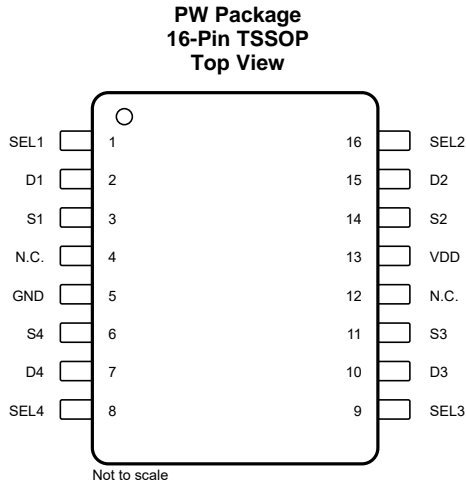 PW Package
16-Pin TSSOP
Top View
SEL1 1 16 SEL2
D1 2 15 D2
S1 3 14 S2
N.C. 4 13 VDD
GND 5 12 N.C.
S4 6 11 S3
D4 7 10 D3
SEL4 8 9 SEL3
Not to scale